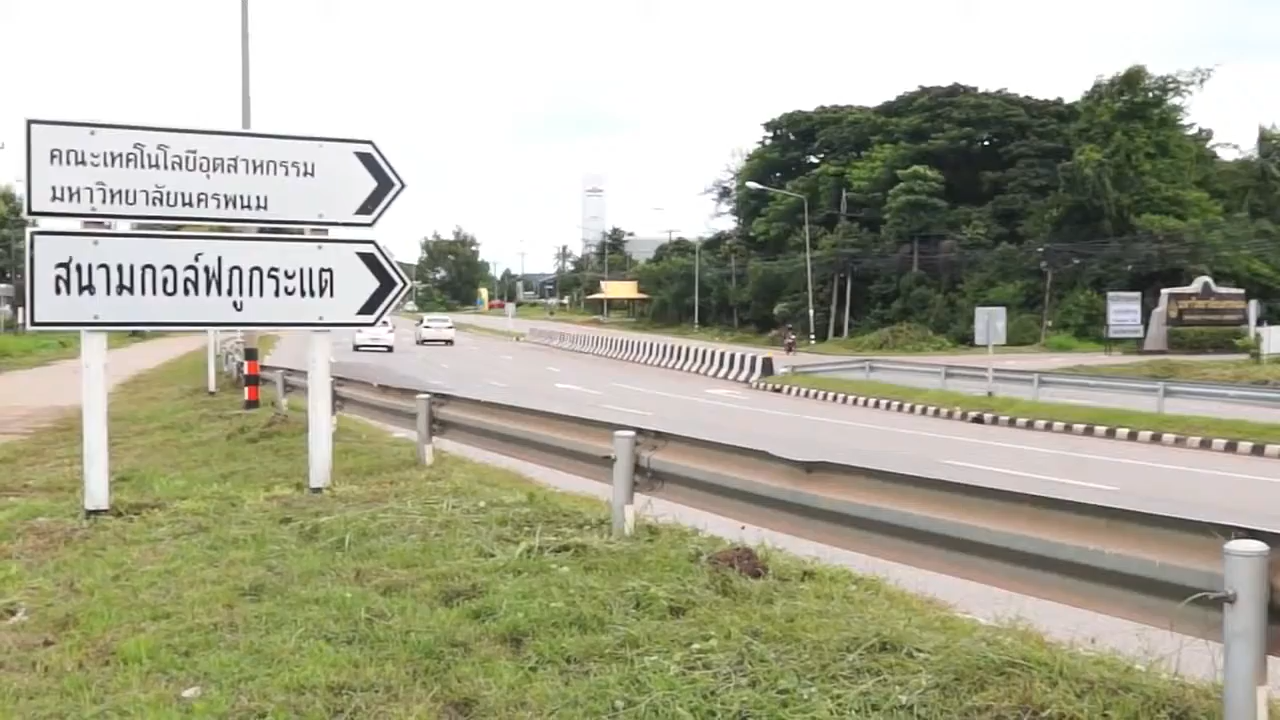 คณะเทคโนโลยีอุตสาหกรรม
มหาวิทยาลัยนครพนม
สนามกอล์ฟภูกระแต